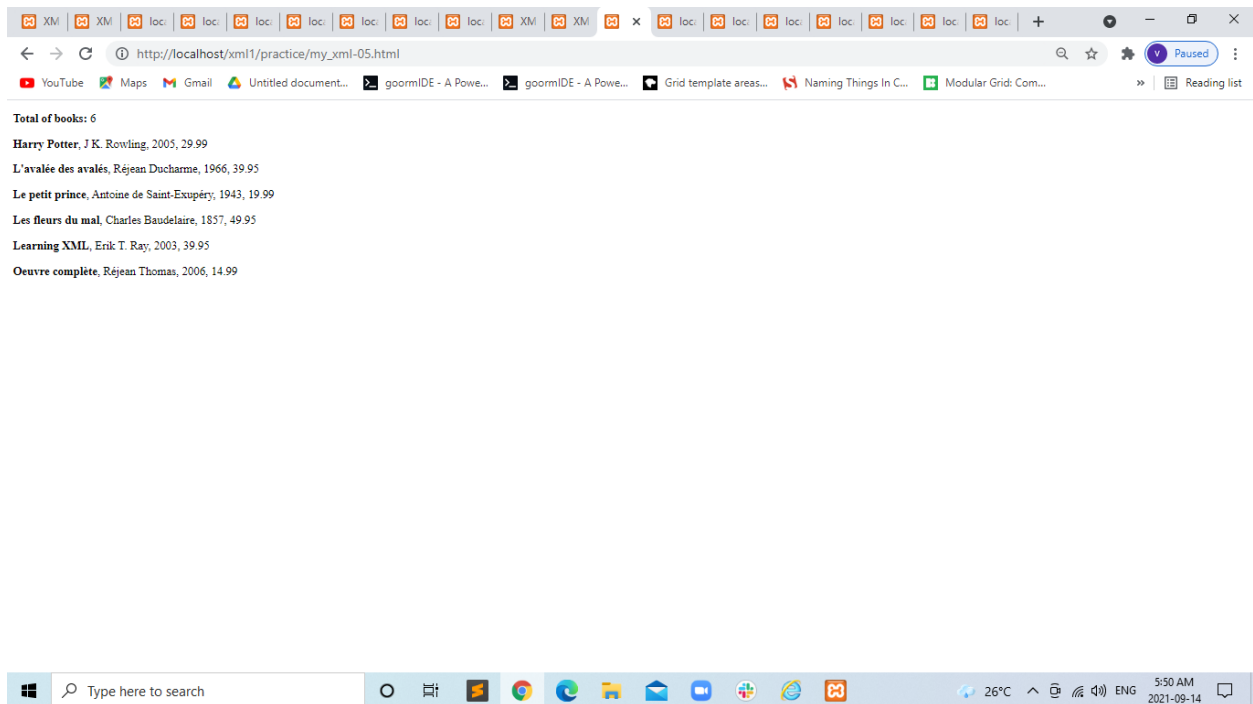 XM XM loc loc loc loc loc loc loc XM XM loc loc loc loc loc loc loc
http://localhost/xml1/practice/my_xml-05.html
Paused
YouTube Maps Gmail Untitled document... goormIDE - A Powe... goormIDE - A Powe... Grid template areas... Naming Things In C... Modular Grid: Com... » Reading list
Total of books: 6
Harry Potter, J K. Rowling, 2005, 29.99
L'avalée des avalés, Réjean Ducharme, 1966, 39.95
Le petit prince, Antoine de Saint-Exupéry, 1943, 19.99
Les fleurs du mal, Charles Baudelaire, 1857, 49.95
Learning XML, Erik T. Ray, 2003, 39.95
Oeuvre complète, Réjean Thomas, 2006, 14.99
Type here to search
26°C ENG 5:50 AM
2021-09-14